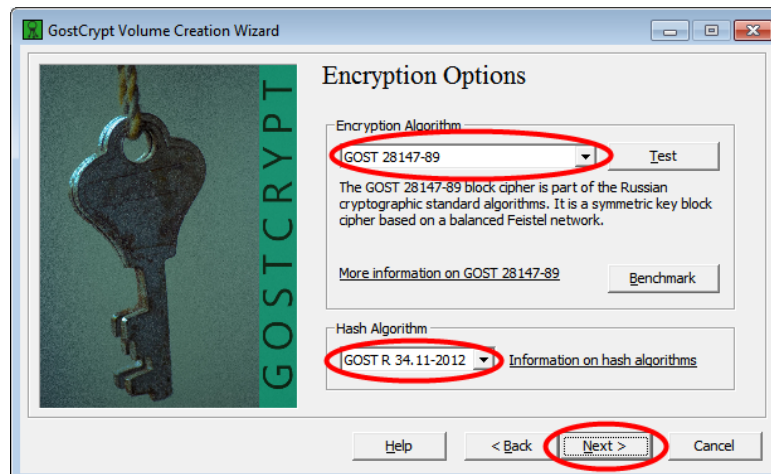 GostCrypt Volume Creation Wizard
GOSTCRYPT
Encryption Options
Encryption Algorithm
GOST 28147-89
Test
The GOST 28147-89 block cipher is part of the Russian
cryptographic standard algorithms. It is a symmetric key block
cipher based on a balanced Feistel network.
More information on GOST 28147-89
Benchmark
Hash Algorithm
GOST R 34.11-2012
Information on hash algorithms
Help
< Back
Next >
Cancel